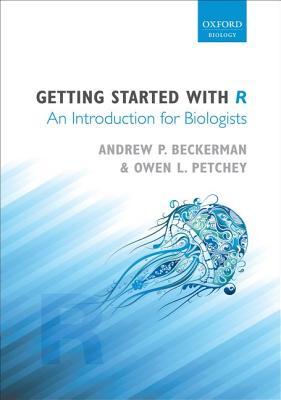 OXFORD
BIOLOGY
GETTING STARTED WITH R
An Introduction for Biologists
ANDREW P. BECKERMAN
& OWEN L. PETCHEY
R